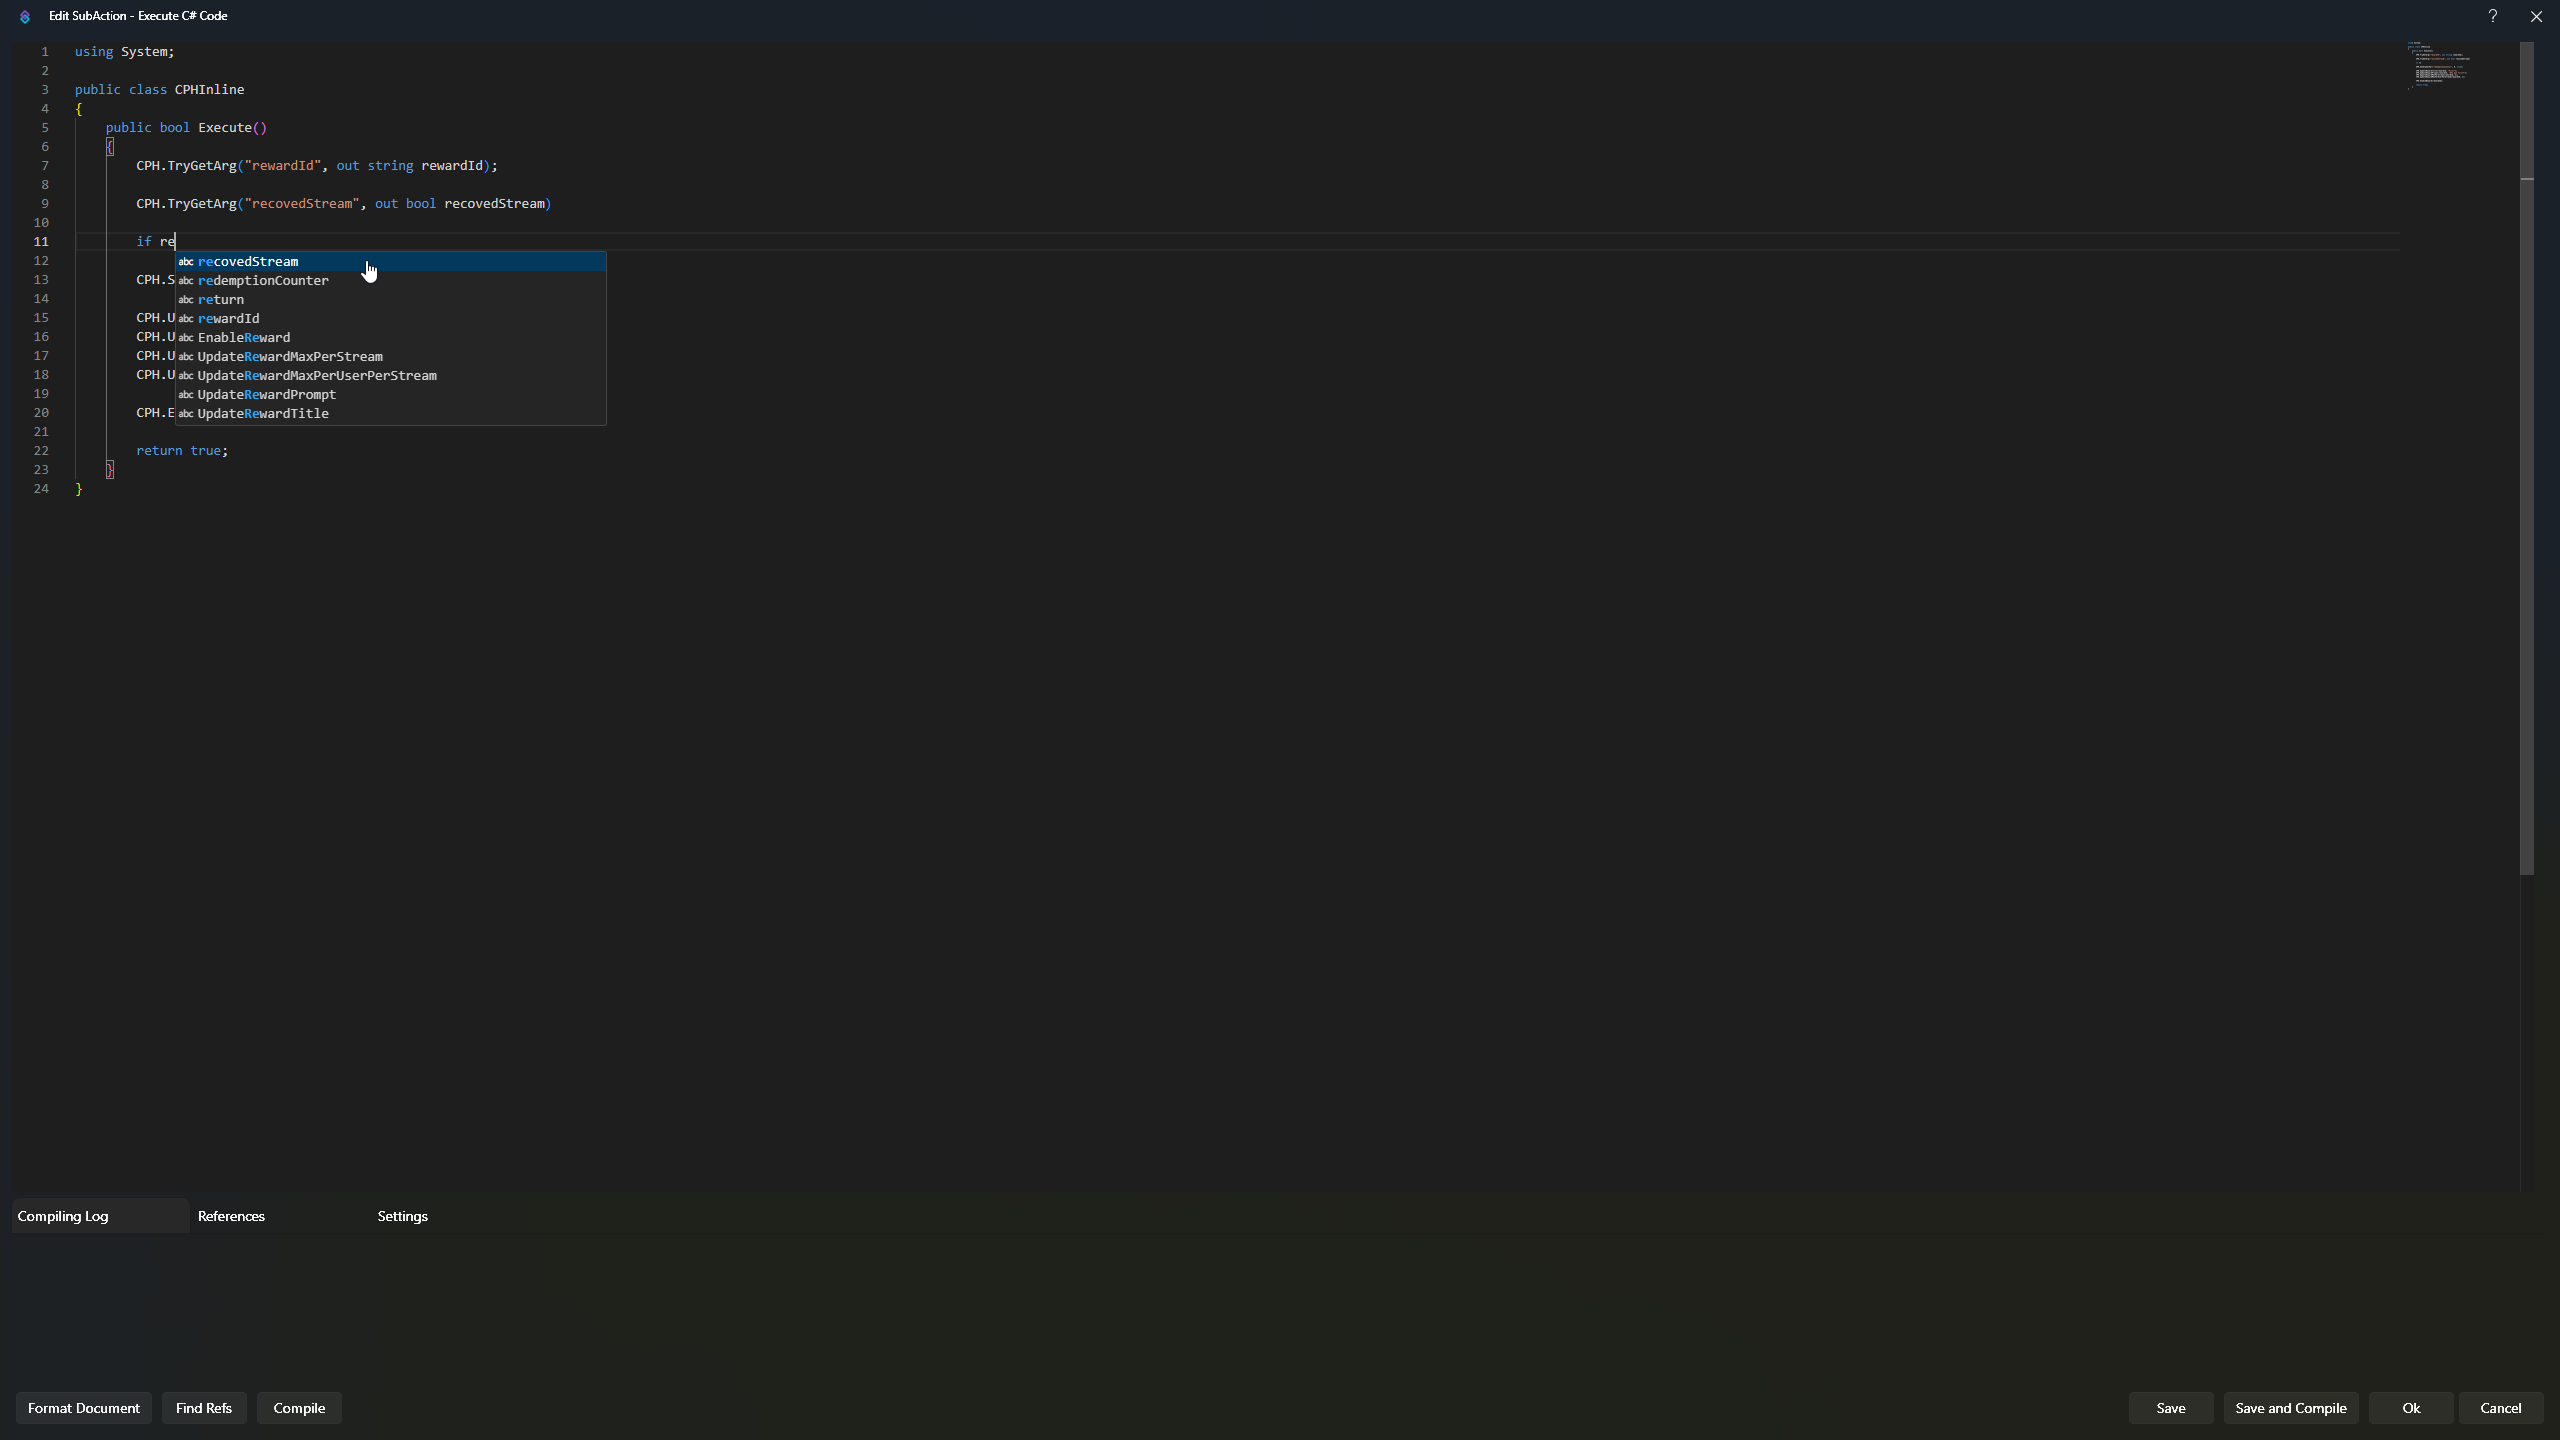 Edit SubAction - Execute C# Code
?
1 using System;
2
3 public class CPHInline
4 {
5 public bool Execute()
6 {
7 CPH.TryGetArg("rewardId", out string rewardId);
8
9 CPH.TryGetArg("recovedStream", out bool recovedStream)
10
11 if re
12 abc recovedStream
13 CPH.S abc redemptionCounter
14 abc return
15 CPH.U abc rewardId
16 CPH.U abc EnableReward
17 CPH.U abc UpdateRewardMaxPerStream
18 CPH.U abc UpdateRewardMaxPerUserPerStream
19 abc UpdateRewardPrompt
20 CPH.E abc UpdateRewardTitle
21
22 return true;
23 }
24 }
Compiling Log References Settings
Format Document Find Refs Compile Save Save and Compile Ok Cancel